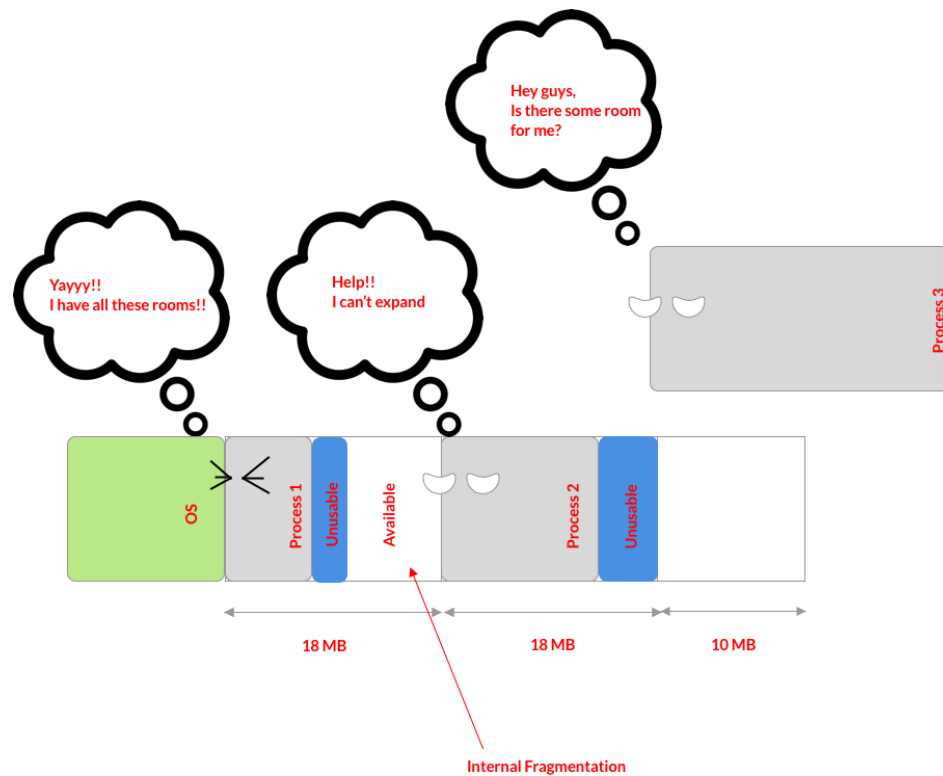 Hey guys,
Is there some room
for me?
Yayyy!!
I have all these rooms!!
Help!!
I can't expand
Process 3
OS
Process 1
Unusable
Available
Process 2
Unusable
18 MB
18 MB
10 MB
Internal Fragmentation